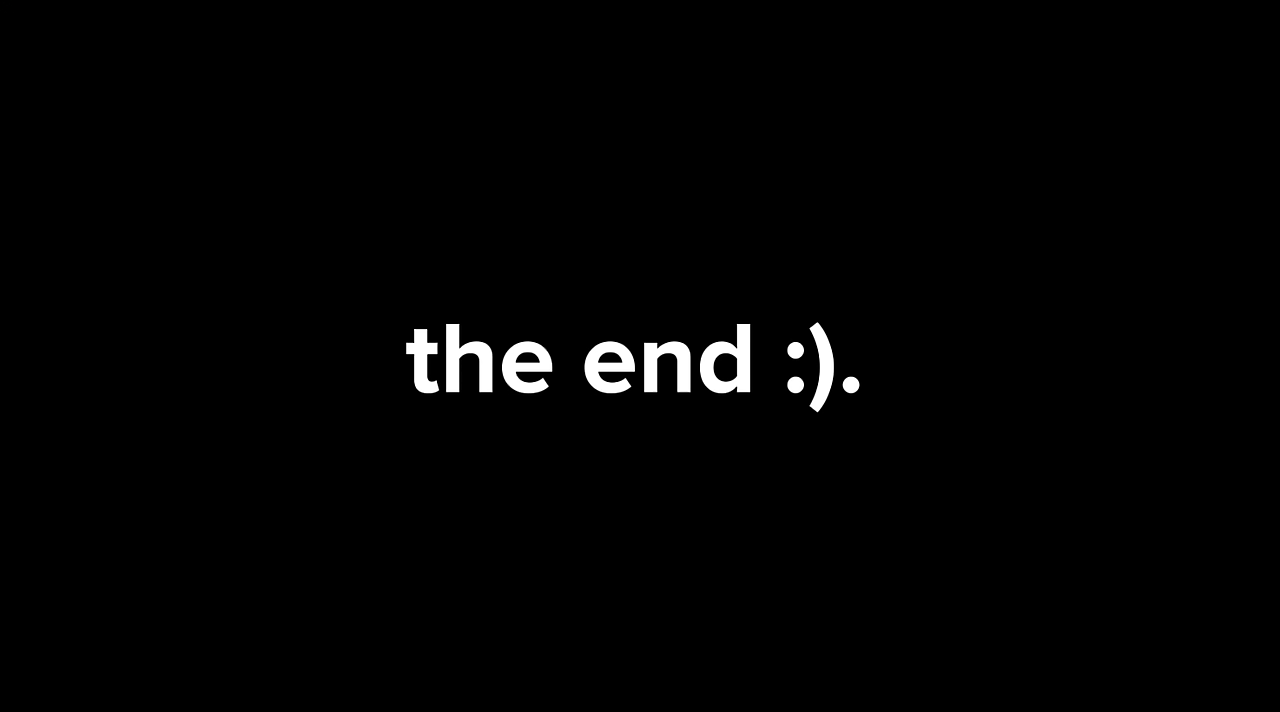 the end :).